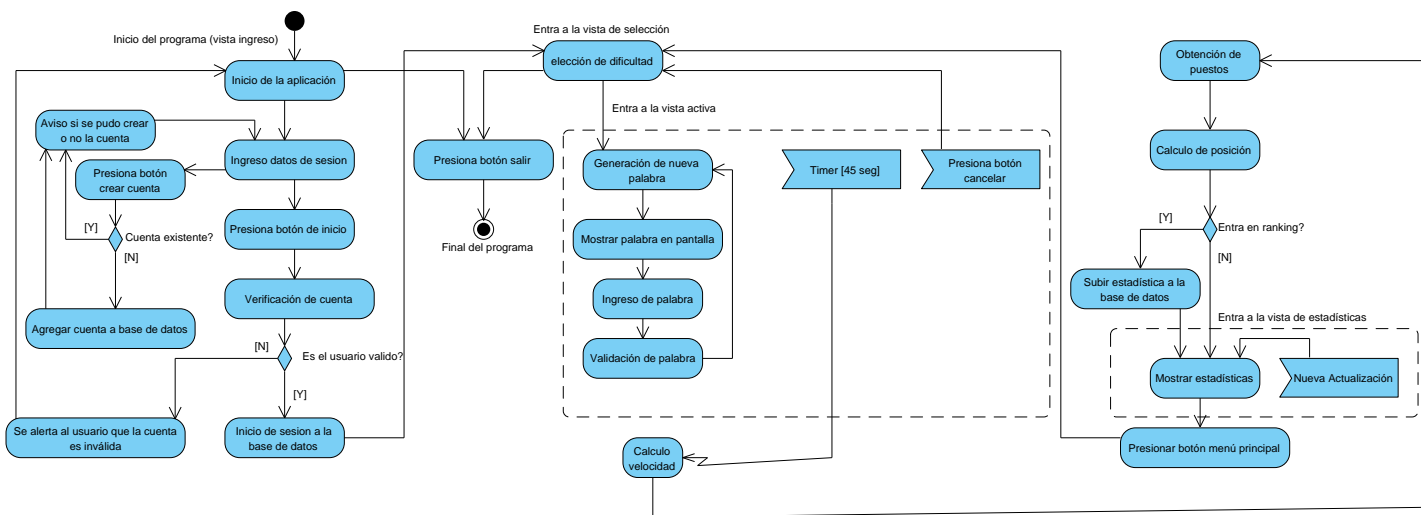 Inicio del programa (vista ingreso)
Inicio de la aplicación
Aviso si se pudo crear
o no la cuenta
Ingreso datos de sesion
Presiona botón
crear cuenta
[Y]
Cuenta existente?
[N]
Agregar cuenta a base de datos
Presiona botón de inicio
Verificación de cuenta
[N]
Es el usuario valido?
[Y]
Se alerta al usuario que la cuenta
es inválida
Inicio de sesion a la
base de datos
Presiona botón salir
Final del programa
Entra a la vista de selección
elección de dificultad
Entra a la vista activa
Generación de nueva
palabra
Mostrar palabra en pantalla
Ingreso de palabra
Validación de palabra
Timer [45 seg]
Presiona botón
cancelar
Calculo
velocidad
Obtención de
puestos
Calculo de posición
[Y]
Entra en ranking?
[N]
Subir estadística a la
base de datos
Entra a la vista de estadísticas
Mostrar estadísticas
Nueva Actualización
Presionar botón menú principal